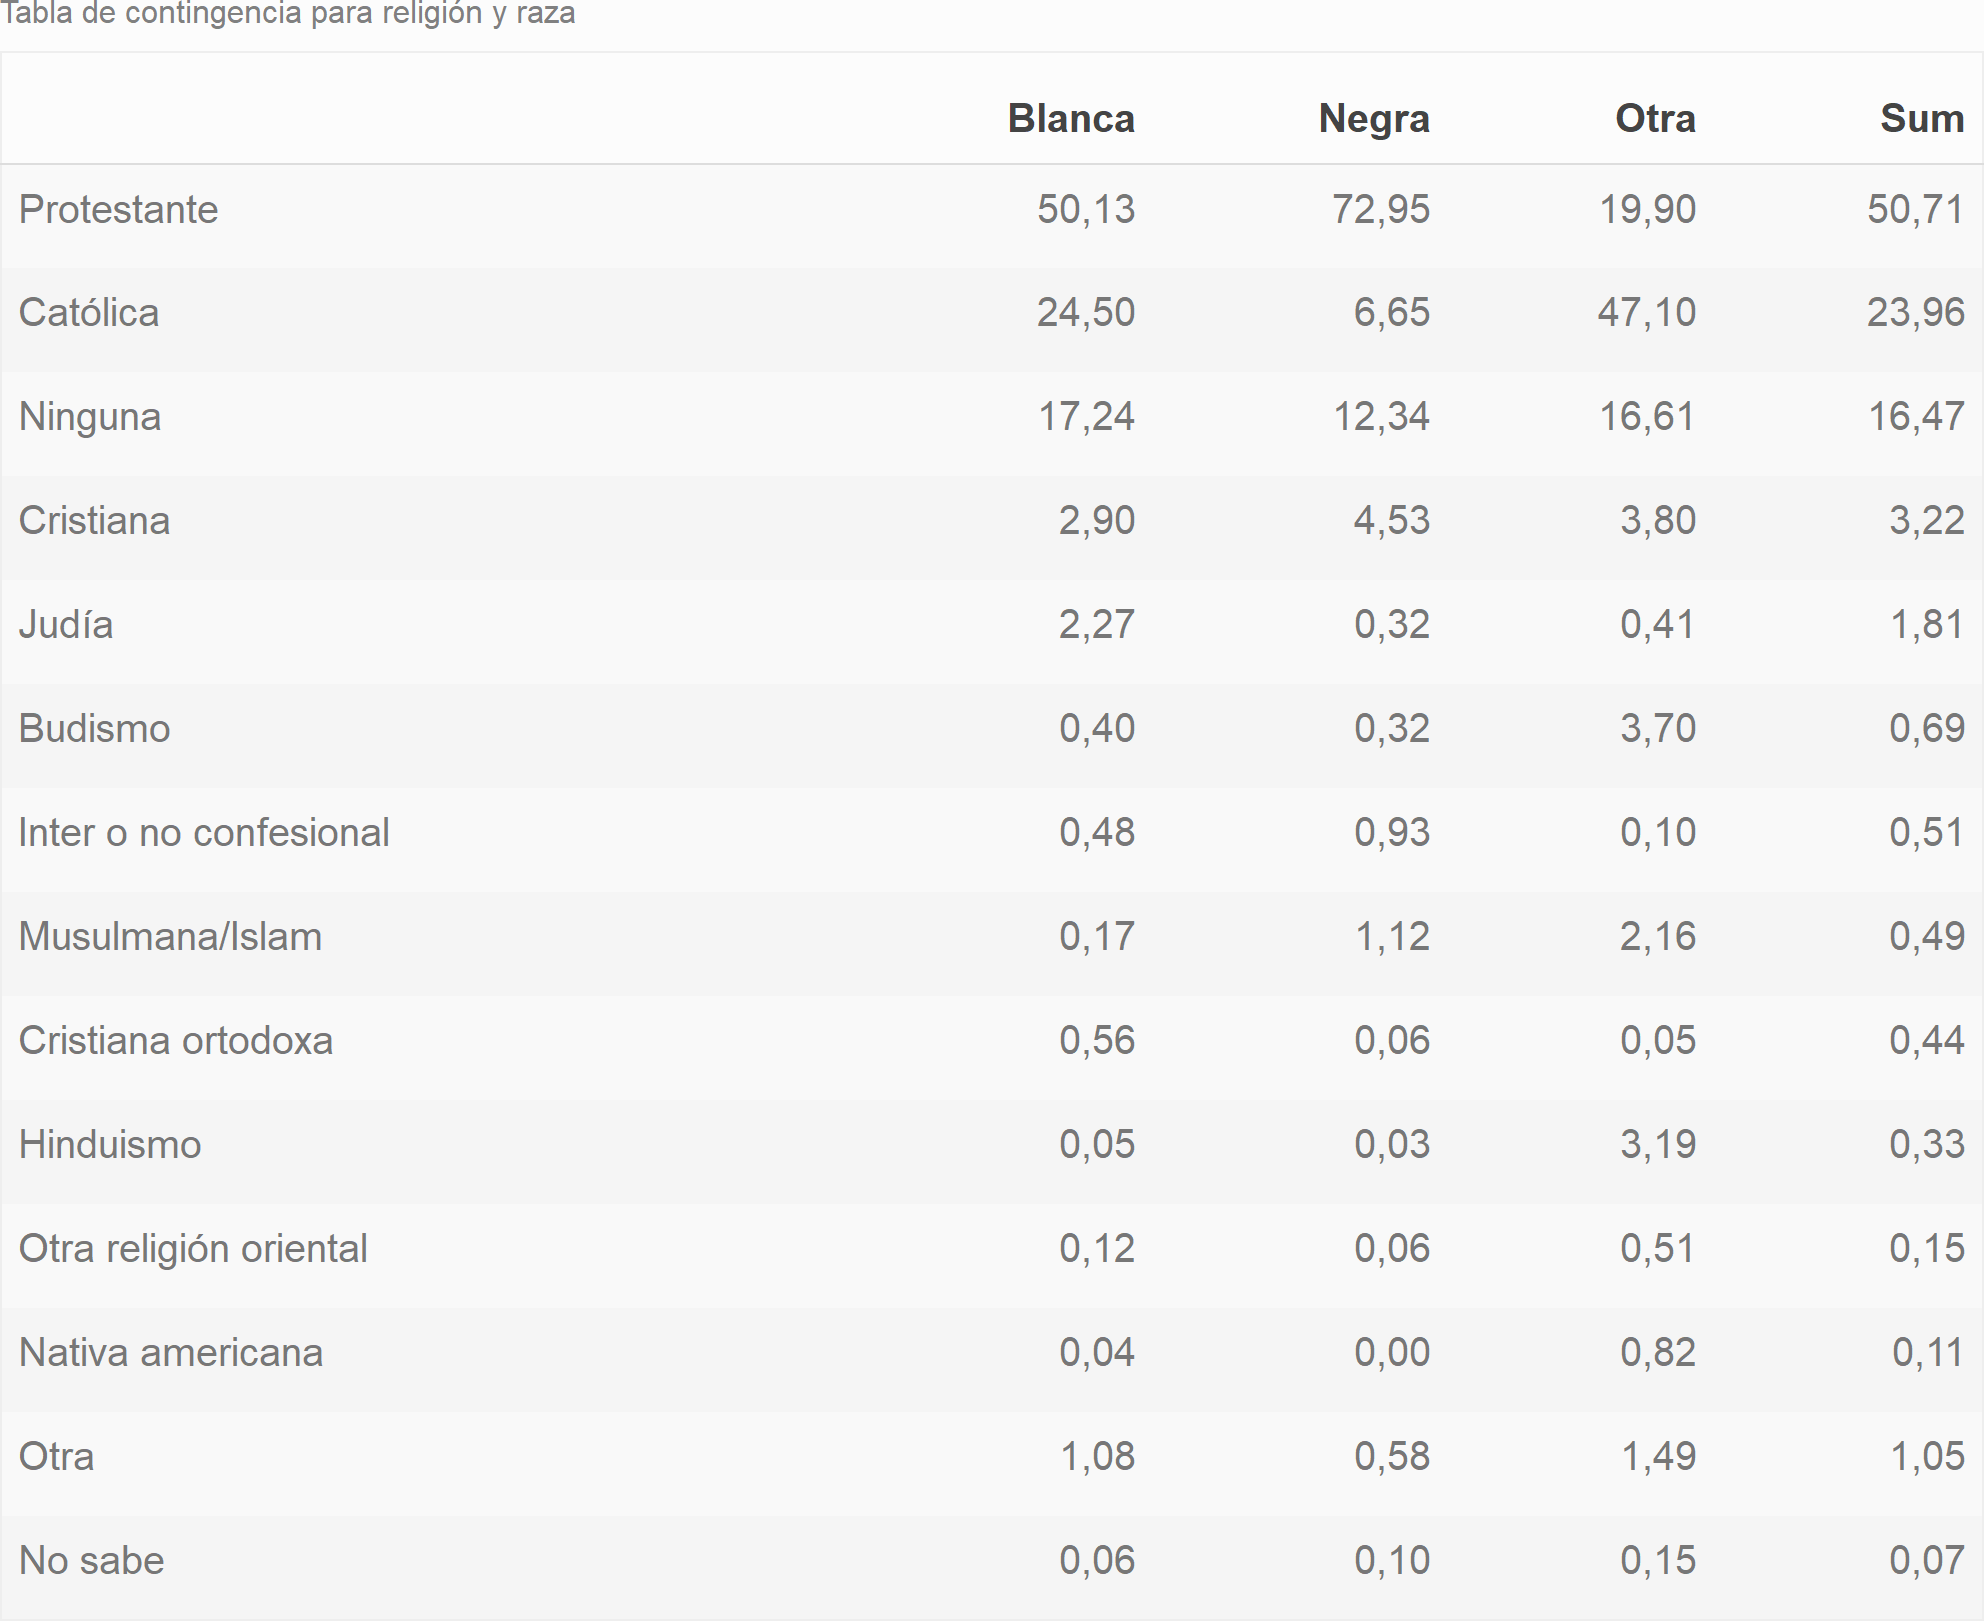 Tabla de contingencia para religión y raza
Blanca Negra Otra Sum
Protestante 50,13 72,95 19,90 50,71
Católica 24,50 6,65 47,10 23,96
Ninguna 17,24 12,34 16,61 16,47
Cristiana 2,90 4,53 3,80 3,22
Judía 2,27 0,32 0,41 1,81
Budismo 0,40 0,32 3,70 0,69
Inter o no confesional 0,48 0,93 0,10 0,51
Musulmana/Islam 0,17 1,12 2,16 0,49
Cristiana ortodoxa 0,56 0,06 0,05 0,44
Hinduismo 0,05 0,03 3,19 0,33
Otra religión oriental 0,12 0,06 0,51 0,15
Nativa americana 0,04 0,00 0,82 0,11
Otra 1,08 0,58 1,49 1,05
No sabe 0,06 0,10 0,15 0,07